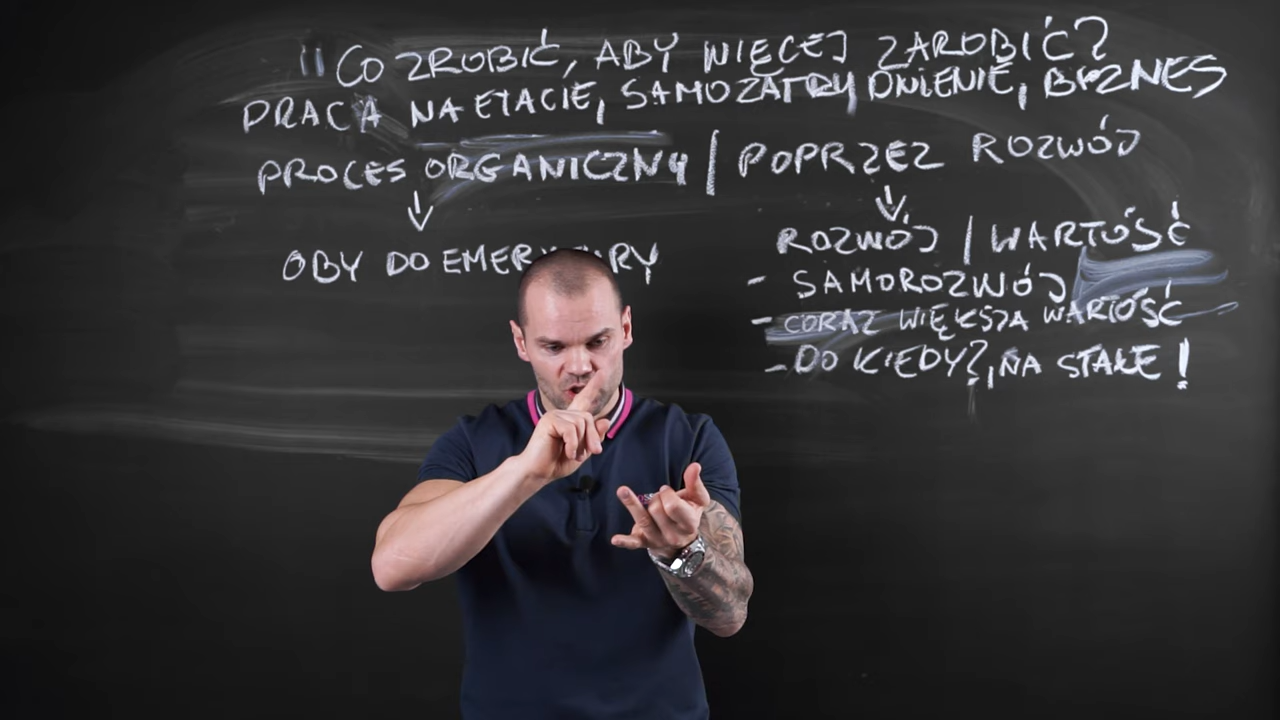 " CO ZROBIĆ, ABY WIĘCEJ ZAROBIĆ?
PRACA NA ETACIE, SAMOZATRUDNIENIE, BIZNES
PROCES ORGANICZNY / POPRZEZ ROZWÓJ
OBY DO EMERYTURY
ROZWÓJ / WARTOŚĆ
- SAMOROZWÓJ
- CORAZ WIĘKSZA WARTOŚĆ
- DO KIEDY?, NA STAŁE!